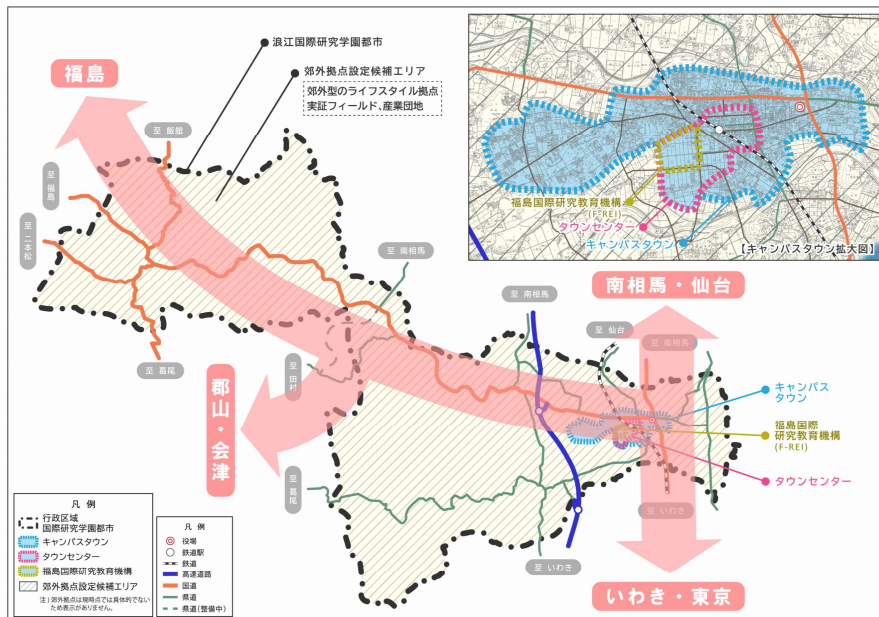 浪江国際研究学園都市
郊外拠点設定候補エリア
郊外型のライフスタイル拠点
実証フィールド、産業団地
福島
至 飯舘
至 福島
至 二本松
至 南相馬
至 葛尾
至 田村
郡山・会津
至 葛尾
福島国際研究教育機構
(F-REI)
タウンセンター
キャンパスタウン
【キャンパスタウン拡大図】
南相馬・仙台
至 南相馬
至 仙台
至 南相馬
キャンパス
タウン
福島国際
研究教育機構
(F-REI)
タウンセンター
至 いわき
至 いわき
いわき・東京
凡 例
行政区域
国際研究学園都市
キャンパスタウン
タウンセンター
福島国際研究教育機構
郊外拠点設定候補エリア
注）郊外拠点は現時点では具体的でない
ため表示がありません。
凡 例
役場
鉄道駅
鉄道
高速道路
国道
県道
県道(整備中)